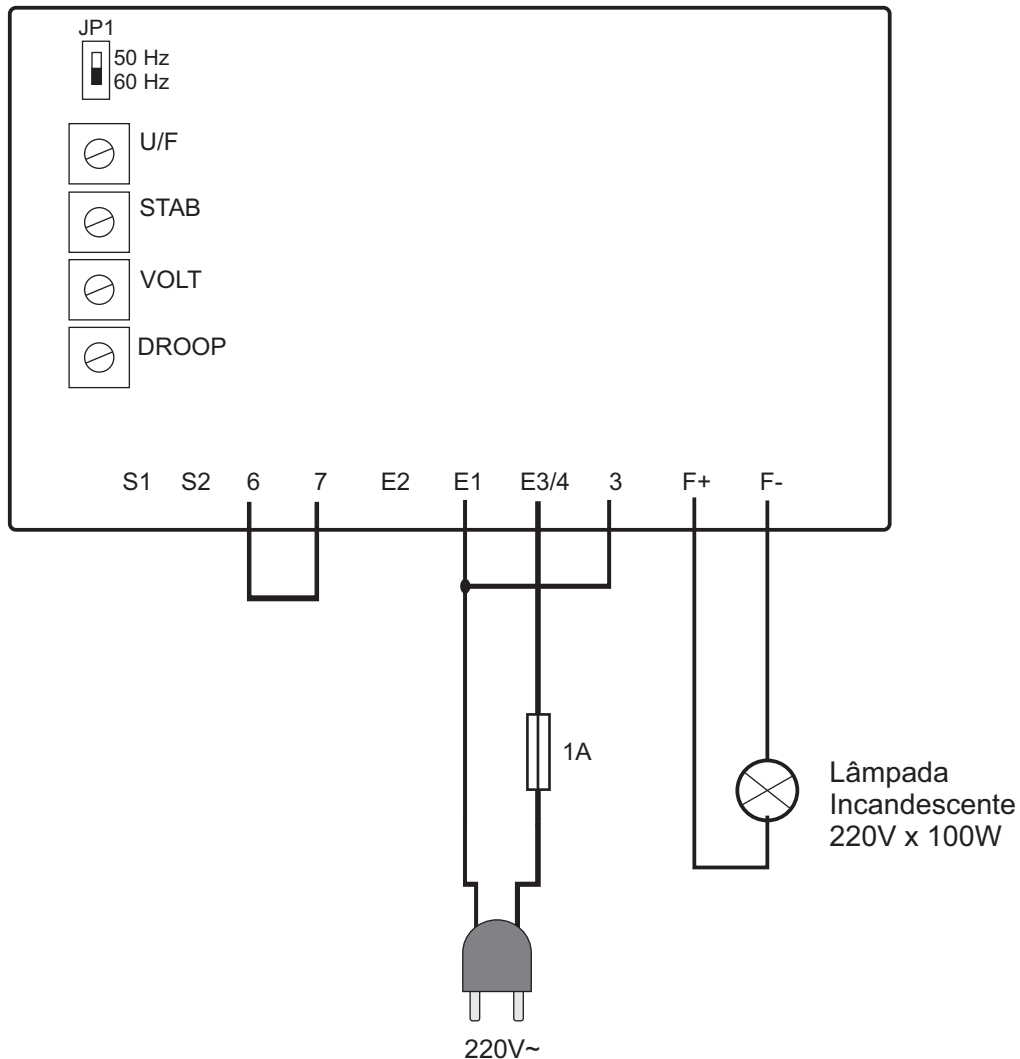 JP1
50 Hz
60 Hz
U/F
STAB
VOLT
DROOP
S1 S2 6 7 E2 E1 E3/4 3 F+ F-
1A
Lâmpada
Incandescente
220V x 100W
220V~